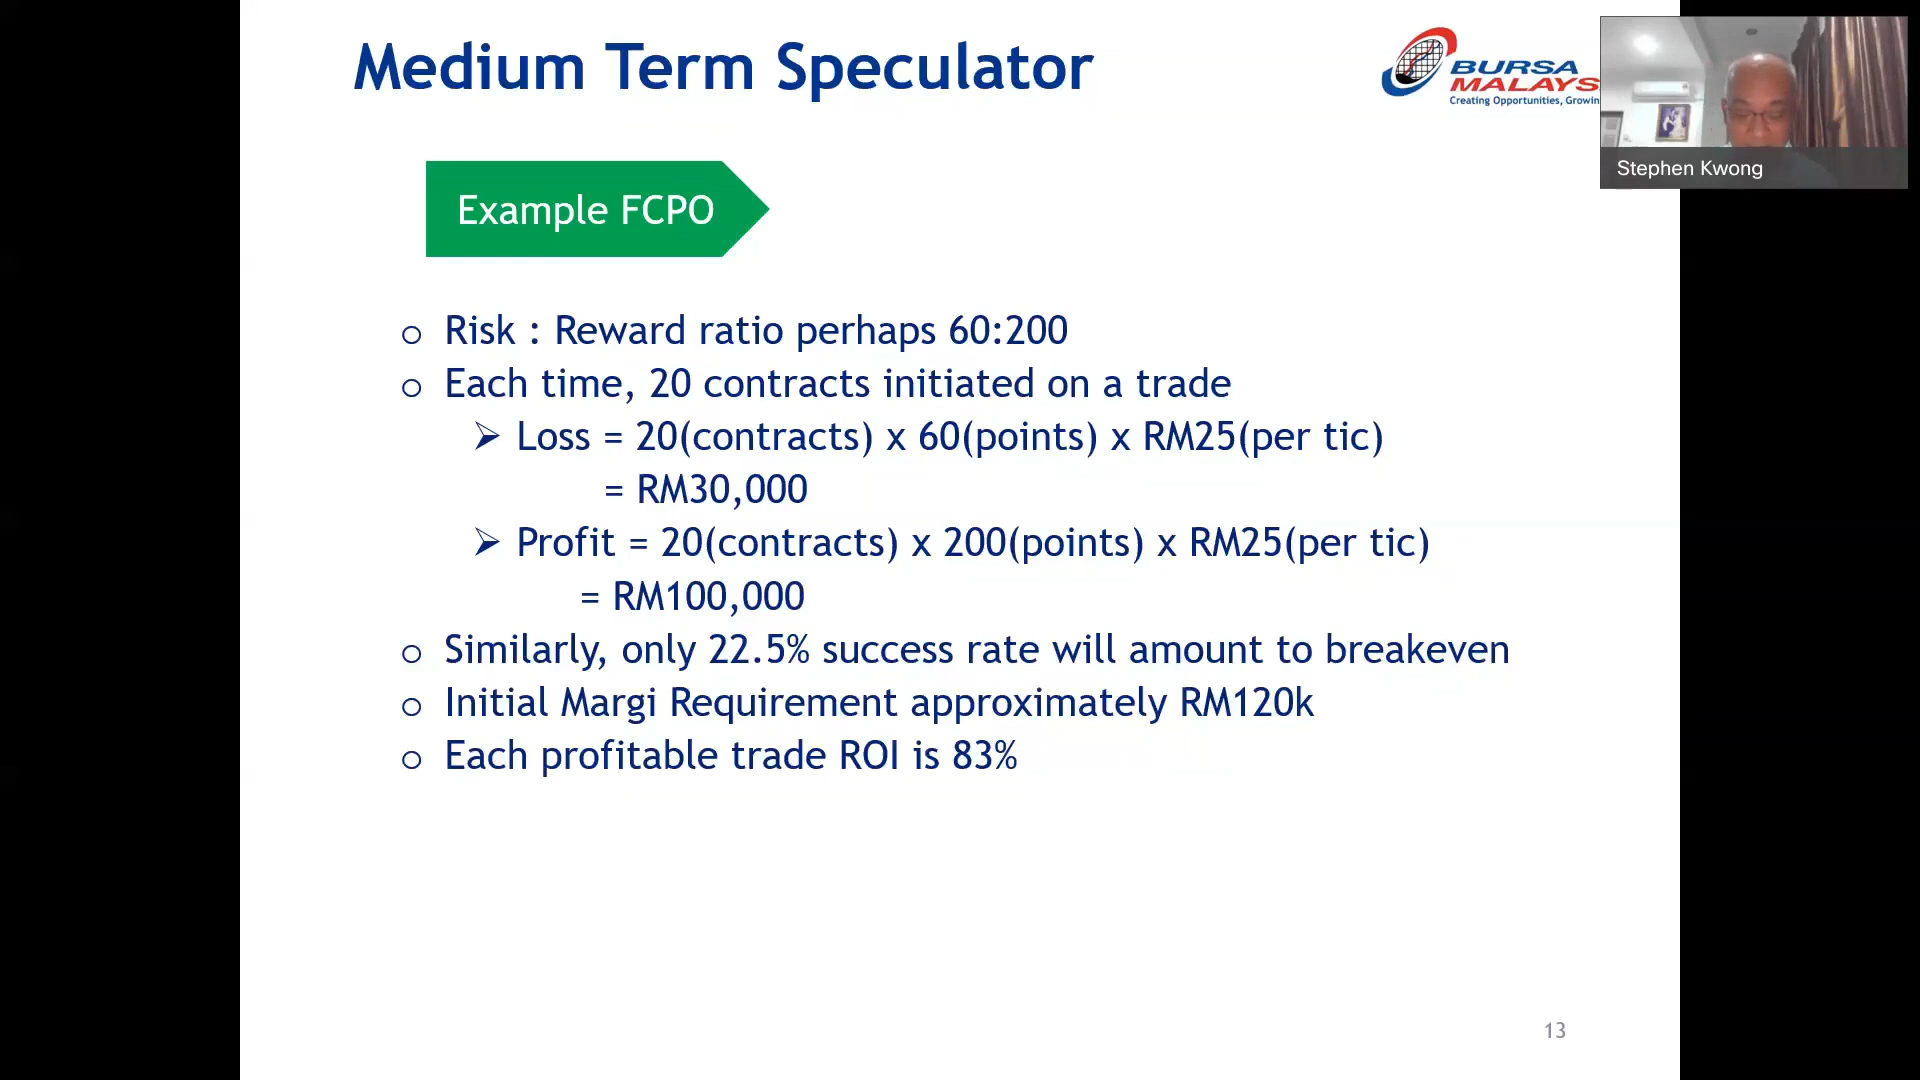 Medium Term Speculator
BURSA
MALAYS
Creating Opportunities, Growin
Stephen Kwong
Example FCPO
o Risk : Reward ratio perhaps 60:200
o Each time, 20 contracts initiated on a trade
➢ Loss = 20(contracts) x 60(points) x RM25(per tic)
= RM30,000
➢ Profit = 20(contracts) x 200(points) x RM25(per tic)
= RM100,000
o Similarly, only 22.5% success rate will amount to breakeven
o Initial Margi Requirement approximately RM120k
o Each profitable trade ROI is 83%
13